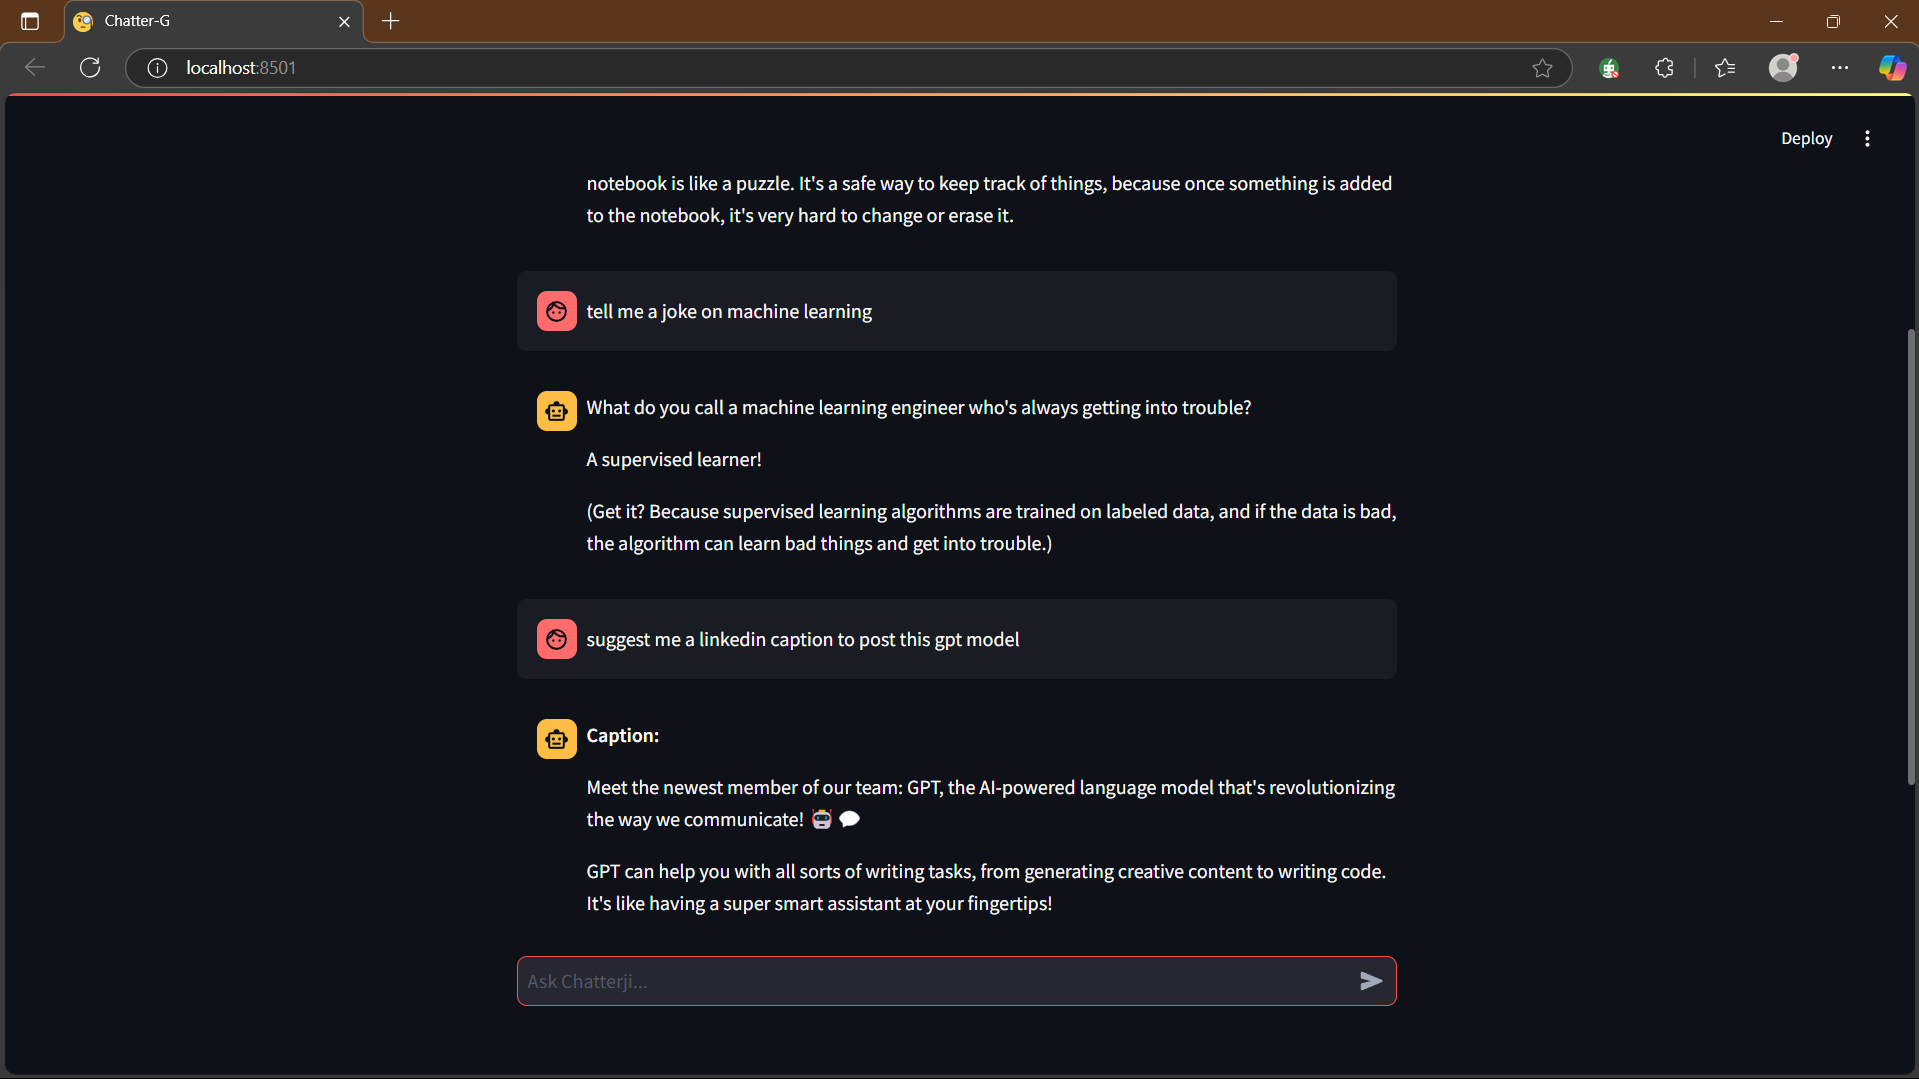 Chatter-G
localhost:8501
Deploy
notebook is like a puzzle. It's a safe way to keep track of things, because once something is added
to the notebook, it's very hard to change or erase it.
tell me a joke on machine learning
What do you call a machine learning engineer who's always getting into trouble?
A supervised learner!
(Get it? Because supervised learning algorithms are trained on labeled data, and if the data is bad,
the algorithm can learn bad things and get into trouble.)
suggest me a linkedin caption to post this gpt model
Caption:
Meet the newest member of our team: GPT, the AI-powered language model that's revolutionizing
the way we communicate! 🤖 💬
GPT can help you with all sorts of writing tasks, from generating creative content to writing code.
It's like having a super smart assistant at your fingertips!
Ask Chatterji...